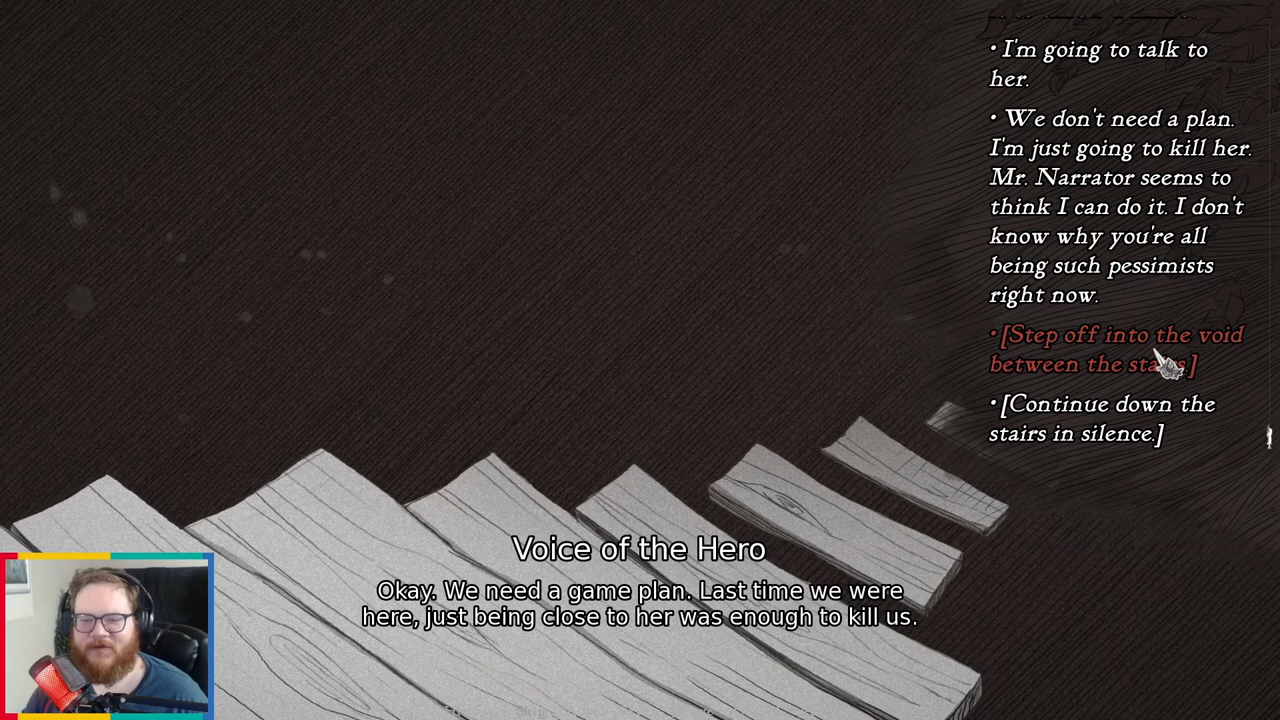 • I'm going to talk to
her.
• We don't need a plan.
I'm just going to kill her.
Mr. Narrator seems to
think I can do it. I don't
know why you're all
being such pessimists
right now.
• [Step off into the void
between the stairs.]
• [Continue down the
stairs in silence.]
Voice of the Hero
Okay. We need a game plan. Last time we were
here, just being close to her was enough to kill us.